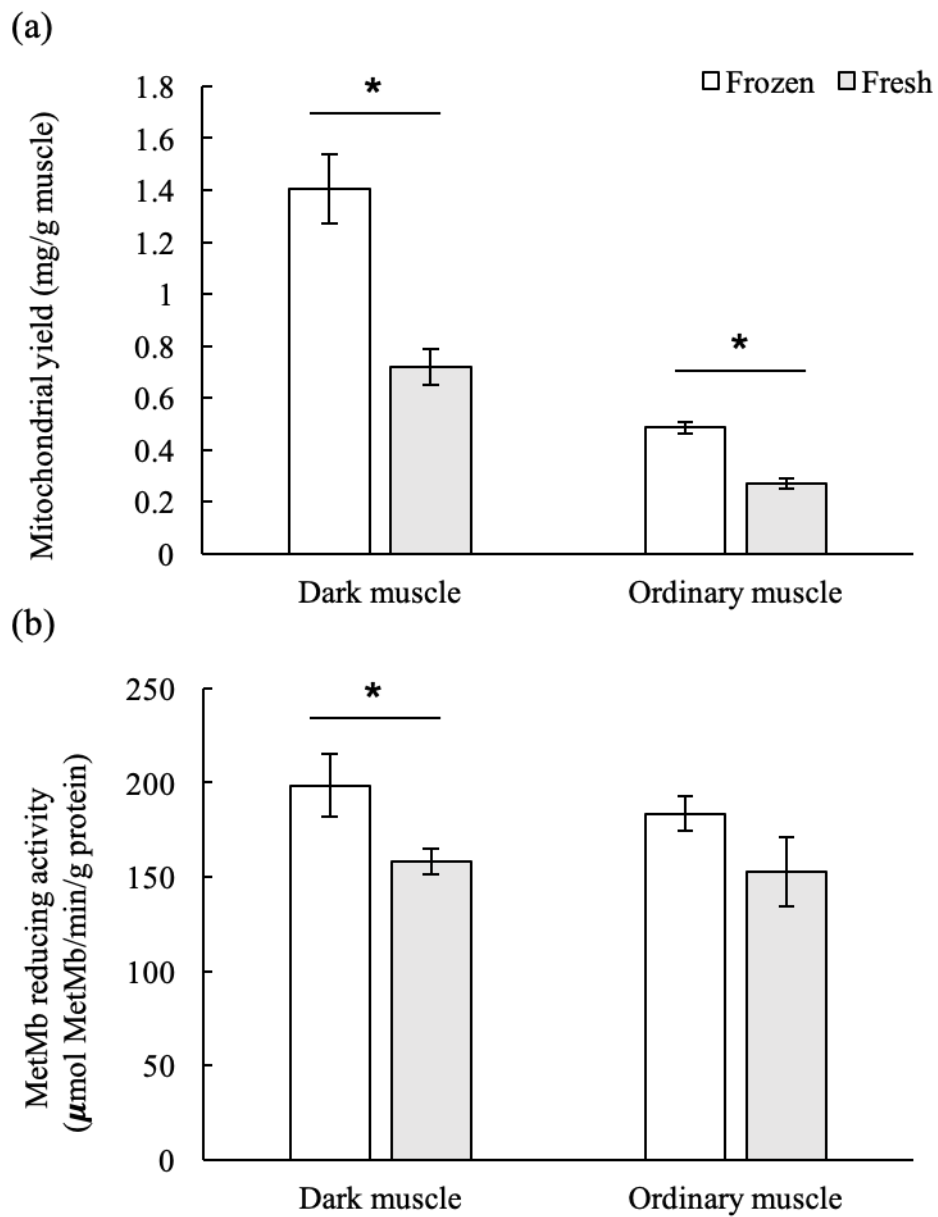 (a)
Mitochondrial yield (mg/g muscle)
1.8
1.6
1.4
1.2
1
0.8
0.6
0.4
0.2
0
*
*
Frozen
Fresh
Dark muscle
Ordinary muscle
(b)
MetMb reducing activity
(μmol MetMb/min/g protein)
250
200
150
100
50
0
*
Dark muscle
Ordinary muscle